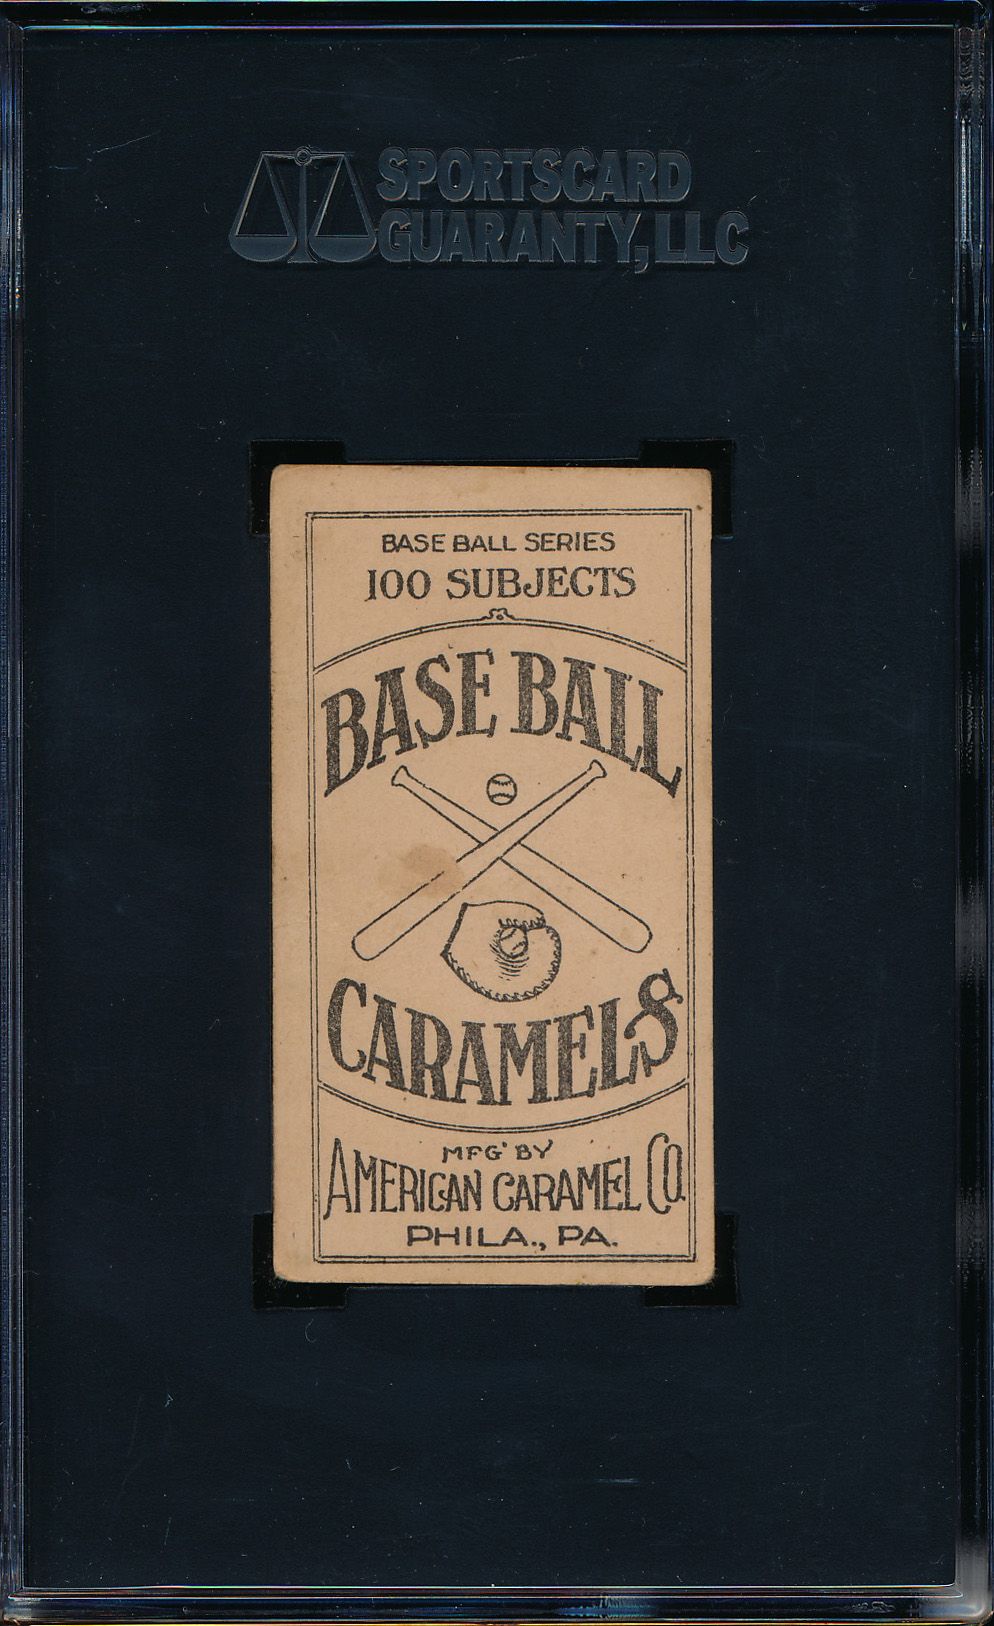 SPORTSCARD
GUARANTY, LLC
BASE BALL SERIES
100 SUBJECTS
BASE BALL
CARAMELS
MFG' BY
AMERICAN CARAMEL CO.
PHILA., PA.